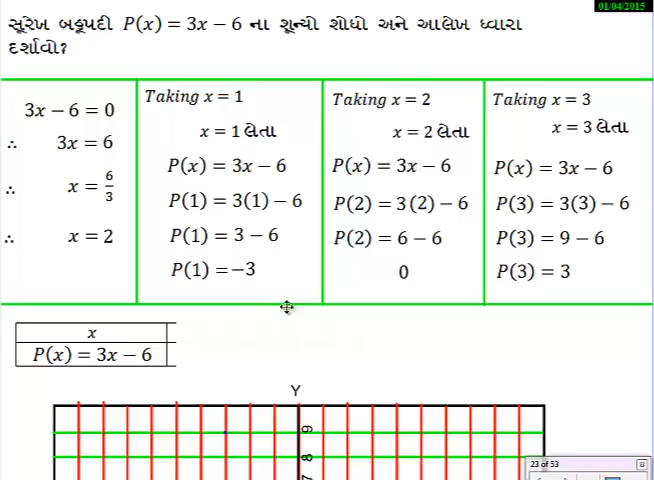 01/04/2015
સૂરેખ બહુપદી P(x) = 3x − 6 ના શૂન્યો શોધો અને આલેખ ધ્વારા
દર્શાવો?
3x − 6 = 0
∴ 3x = 6
∴ x = 6/3
∴ x = 2
Taking x = 1
x = 1 લેતા
P(x) = 3x − 6
P(1) = 3(1) − 6
P(1) = 3 − 6
P(1) = −3
Taking x = 2
x = 2 લેતા
P(x) = 3x − 6
P(2) = 3(2) − 6
P(2) = 6 − 6
0
Taking x = 3
x = 3 લેતા
P(x) = 3x − 6
P(3) = 3(3) − 6
P(3) = 9 − 6
P(3) = 3
x
P(x) = 3x − 6
Y
9
8
7
23 of 53